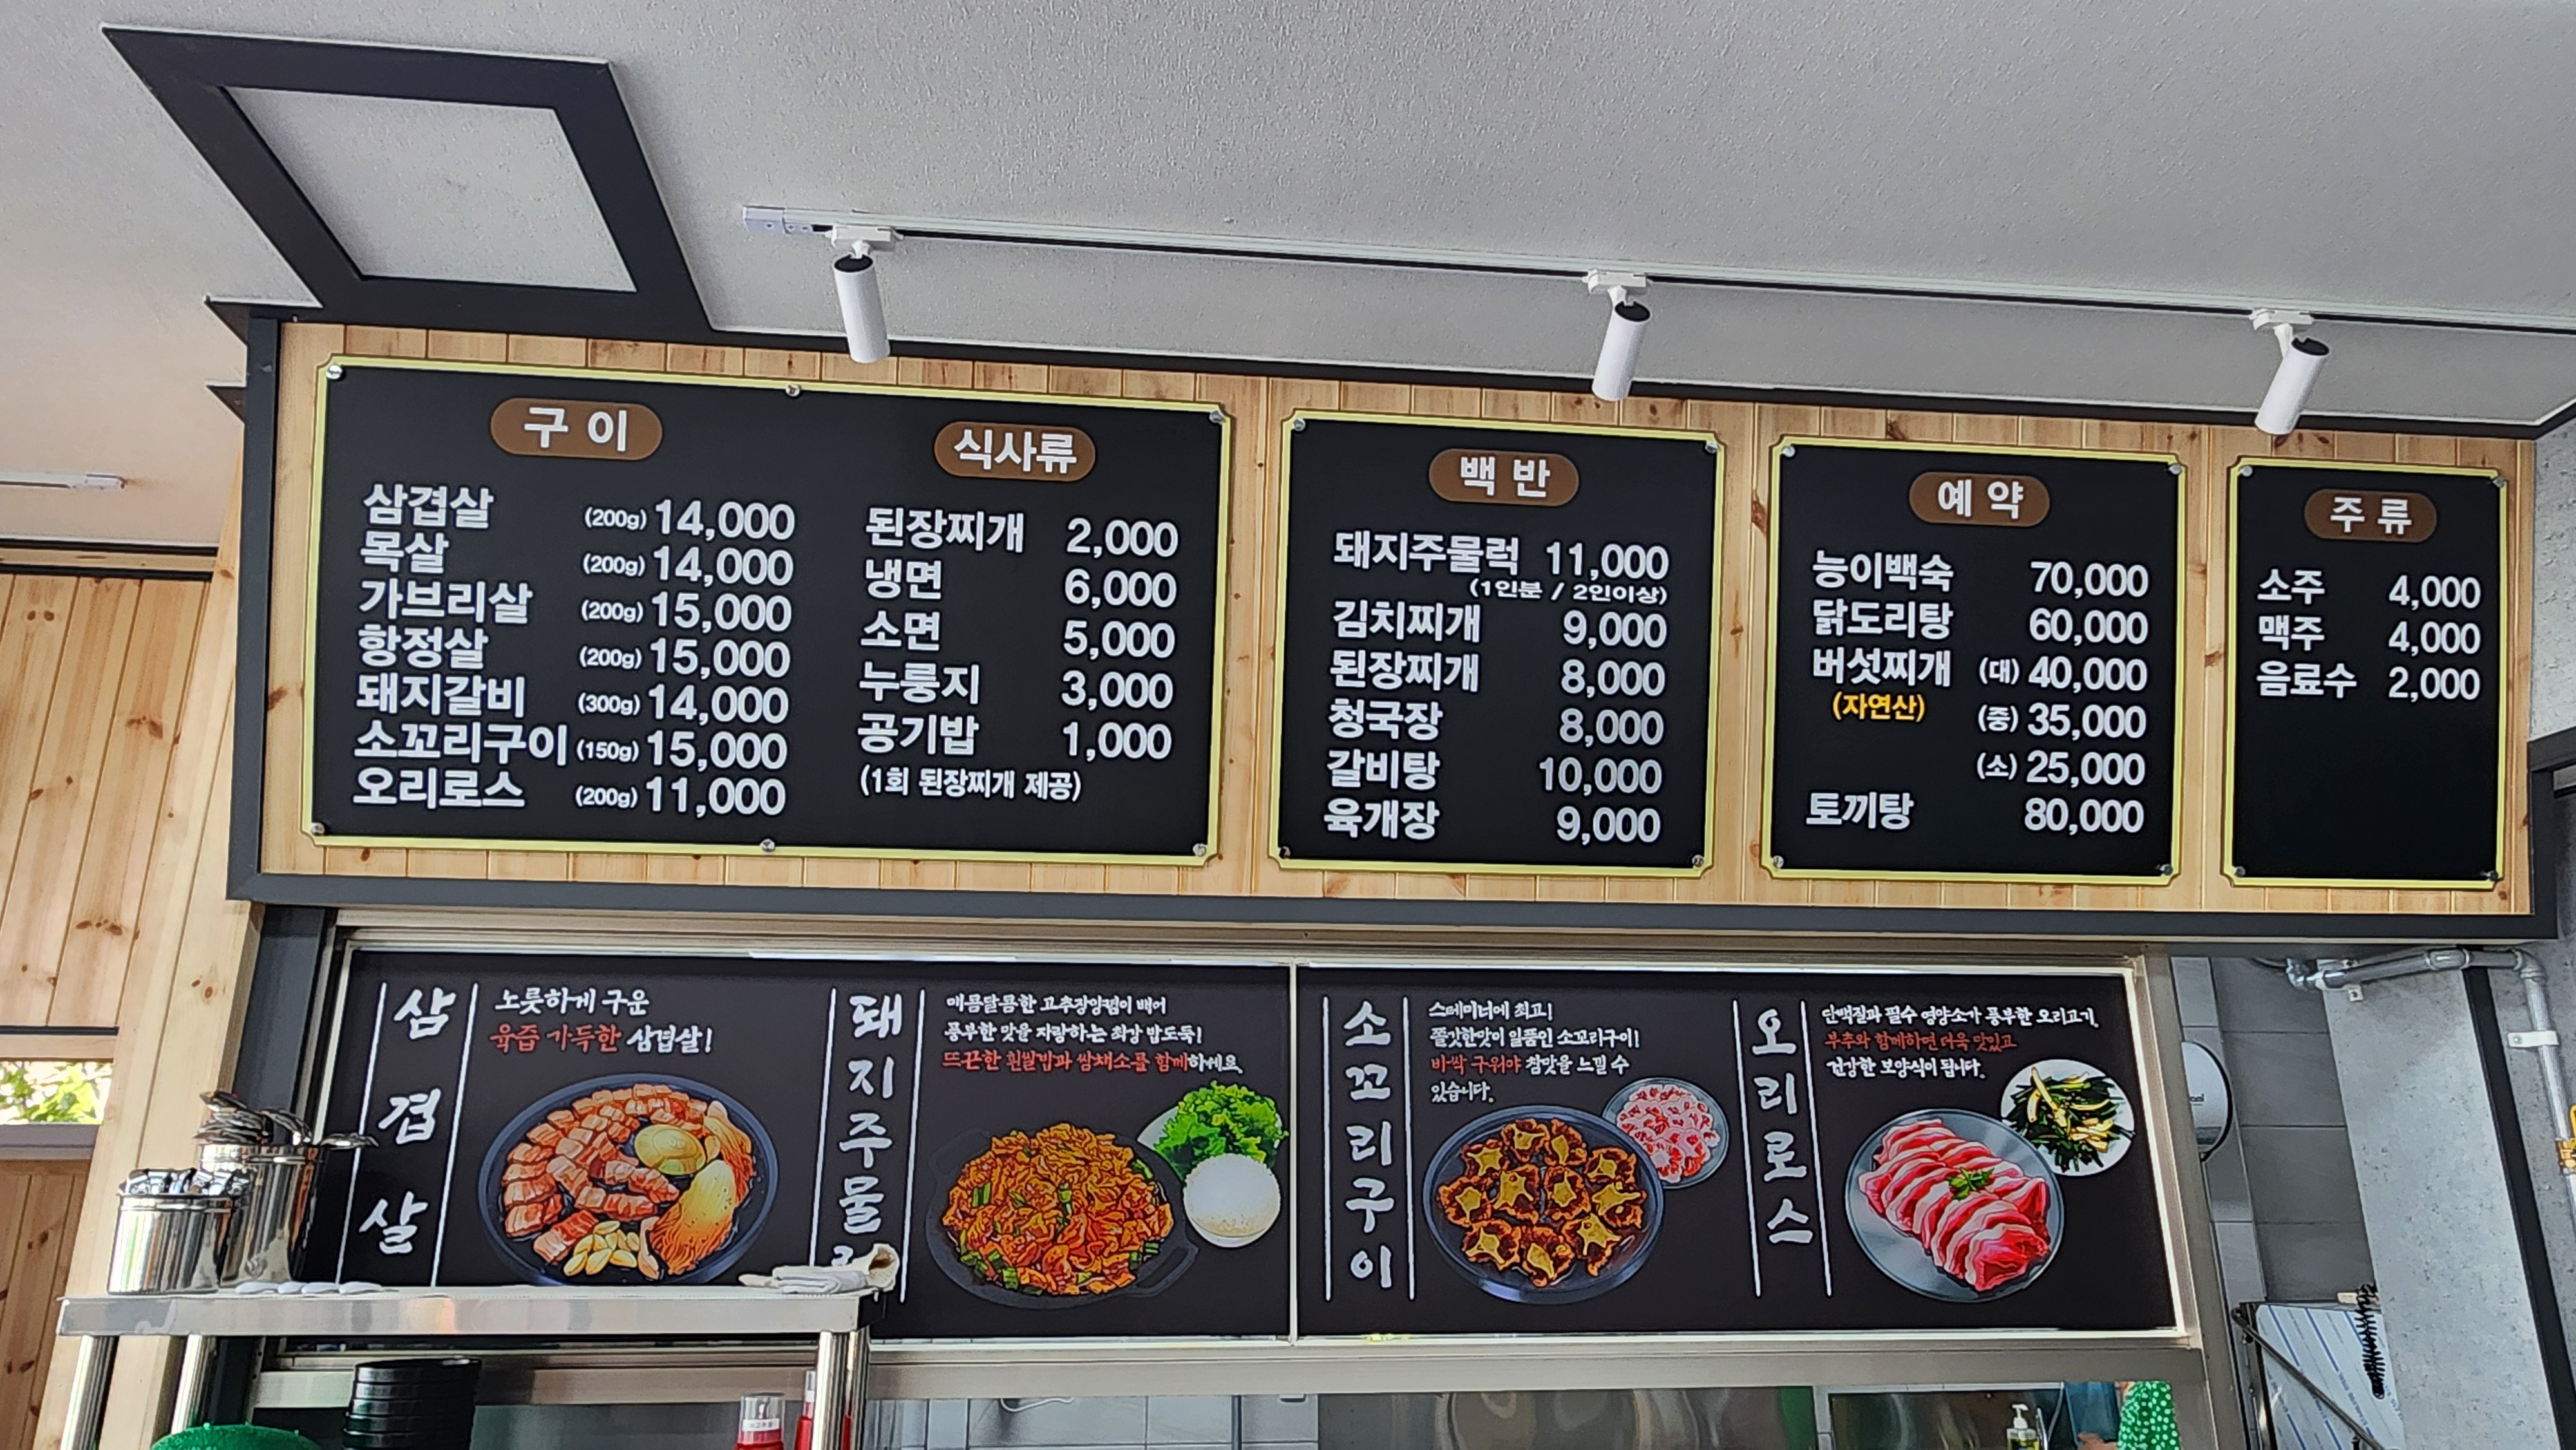 구이
삼겹살 (200g) 14,000
목살 (200g) 14,000
가브리살 (200g) 15,000
항정살 (200g) 15,000
돼지갈비 (300g) 14,000
소꼬리구이 (150g) 15,000
오리로스 (200g) 11,000
식사류
된장찌개 2,000
냉면 6,000
소면 5,000
누룽지 3,000
공기밥 1,000
(1회 된장찌개 제공)
백반
돼지주물럭 11,000
(1인분 / 2인이상)
김치찌개 9,000
된장찌개 8,000
청국장 8,000
갈비탕 10,000
육개장 9,000
예약
능이백숙 70,000
닭도리탕 60,000
버섯찌개 (대) 40,000
(자연산) (중) 35,000
(소) 25,000
토끼탕 80,000
주류
소주 4,000
맥주 4,000
음료수 2,000
삼겹살
노릇하게 구운
육즙 가득한 삼겹살!
돼지주물
매콤달콤한 고추장양념이 배어
풍부한 맛을 자랑하는 최강 밥도둑!
뜨끈한 흰쌀밥과 쌈채소를 함께하세요.
소꼬리구이
스테미너에 최고!
쫄깃한맛이 일품인 소꼬리구이!
바싹 구워야 참맛을 느낄 수
있습니다.
오리로스
단백질과 필수 영양소가 풍부한 오리고기.
부추와 함께하면 더욱 맛있고
건강한 보양식이 됩니다.